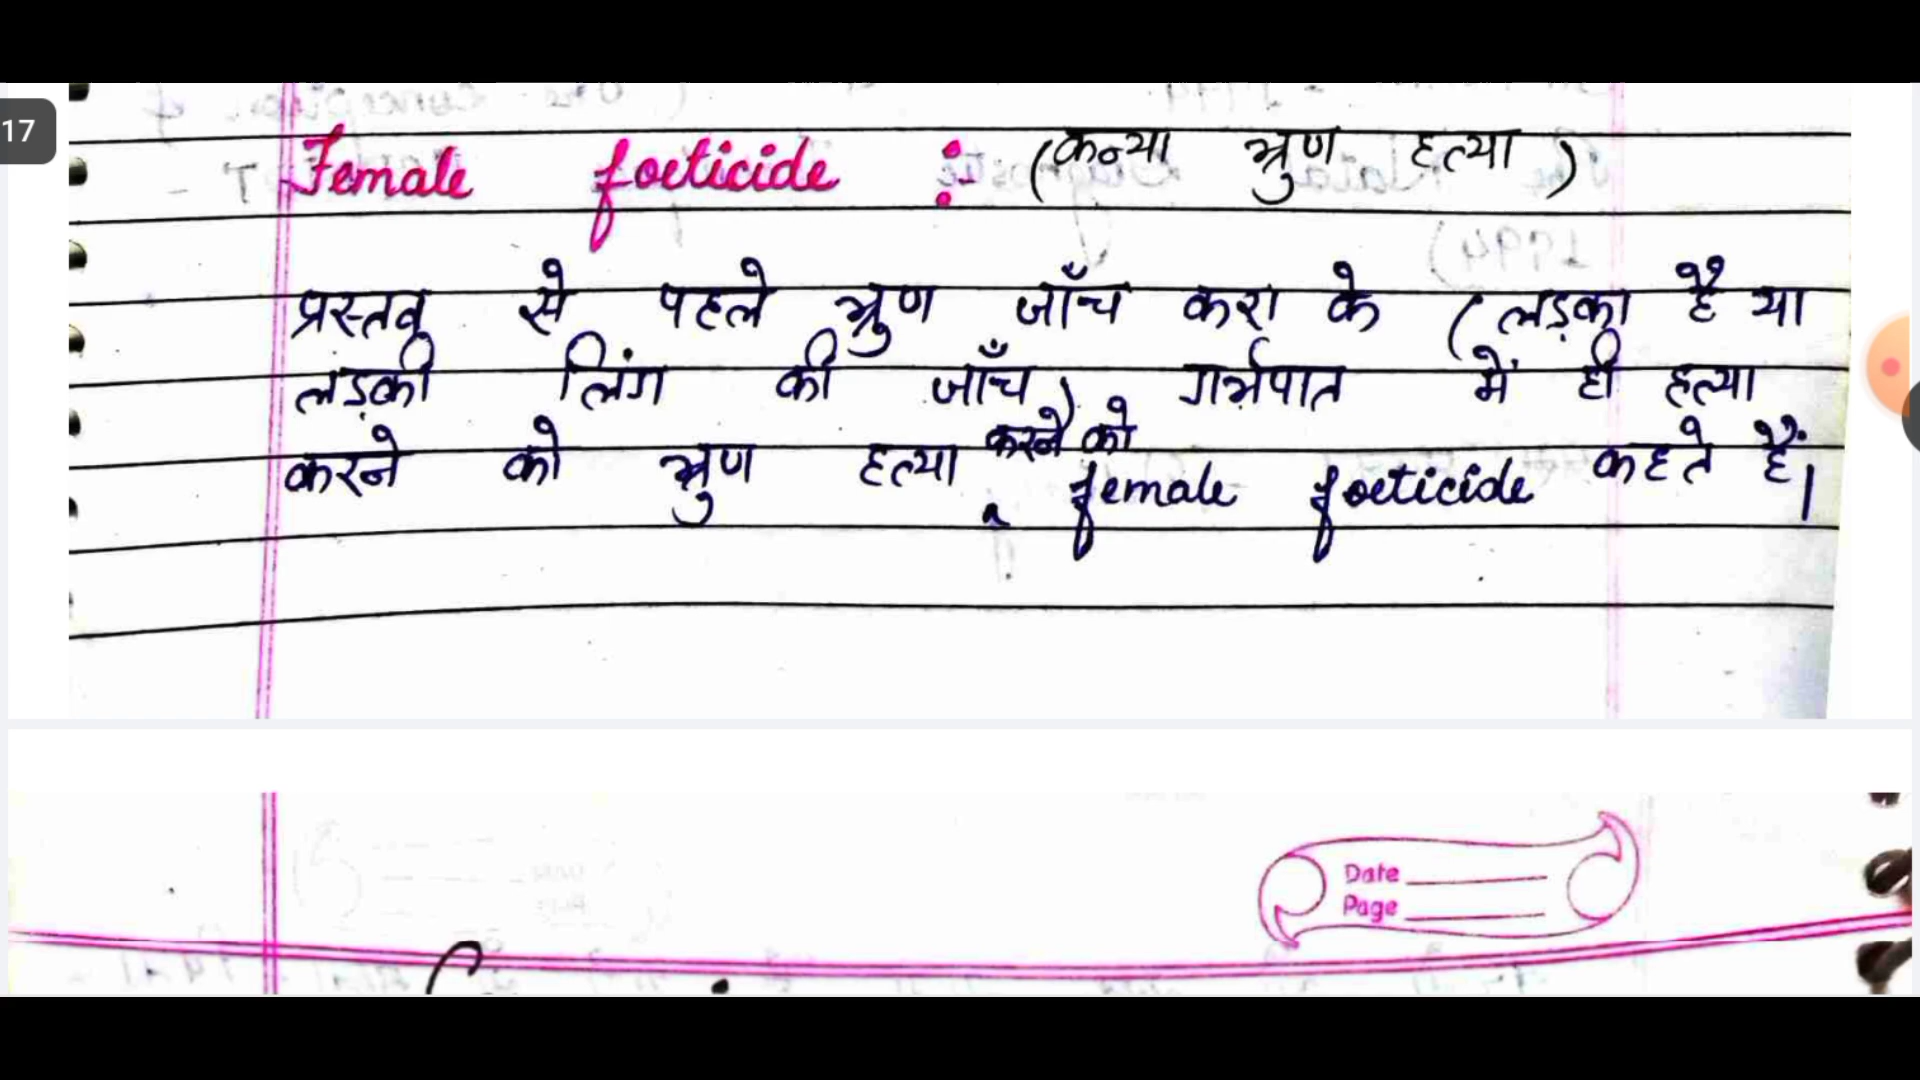 17
Female foeticide : (कन्या भ्रुण हत्या)
प्रस्तवु से पहले भ्रुण जाँच करा के (लड़का है या
लड़की लिंग की जाँच) गर्भपात में ही हत्या
करने को भ्रुण हत्या करने को female foeticide कहते हैं।
Date
Page